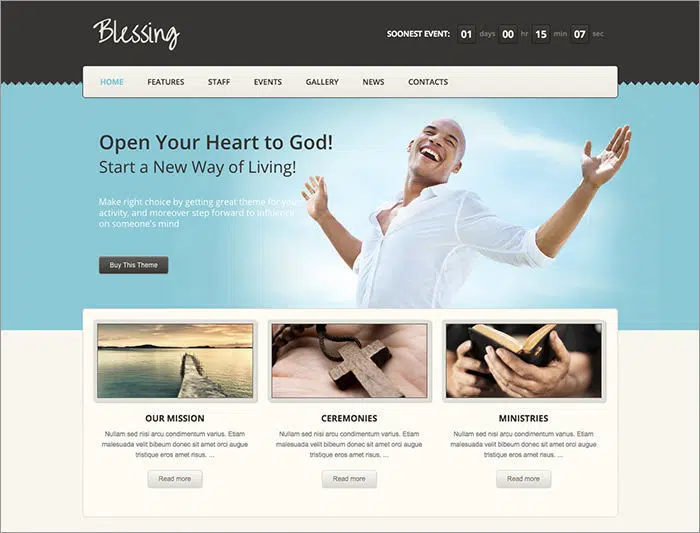 Blessing
SOONEST EVENT: 01 days 00 hr 15 min 07 sec
HOME FEATURES STAFF EVENTS GALLERY NEWS CONTACTS
Open Your Heart to God!
Start a New Way of Living!
Make right choice by getting great theme for your
activity, and moreover step forward to influence
on someone's mind
Buy This Theme
OUR MISSION
Nullam sed nisi arcu condimentum varius. Etiam
malesuada velit bibeum donec sit amet orci augue
tristique eros amet risus. ...
Read more
CEREMONIES
Nullam sed nisi arcu condimentum varius. Etiam
malesuada velit bibeum donec sit amet orci augue
tristique eros amet risus. ...
Read more
MINISTRIES
Nullam sed nisi arcu condimentum varius. Etiam
malesuada velit bibeum donec sit amet orci augue
tristique eros amet risus. ...
Read more